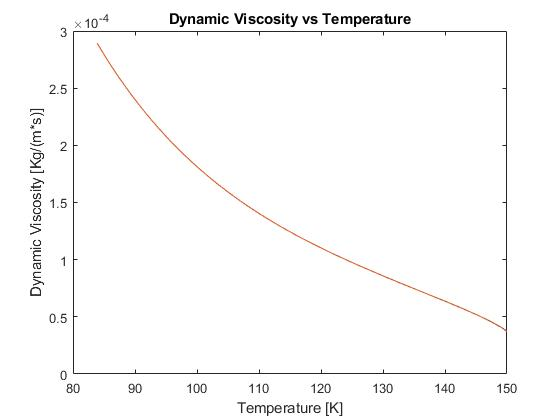 Dynamic Viscosity vs Temperature
×10-4
3
2.5
2
1.5
1
0.5
0
Dynamic Viscosity [Kg/(m*s)]
80 90 100 110 120 130 140 150
Temperature [K]